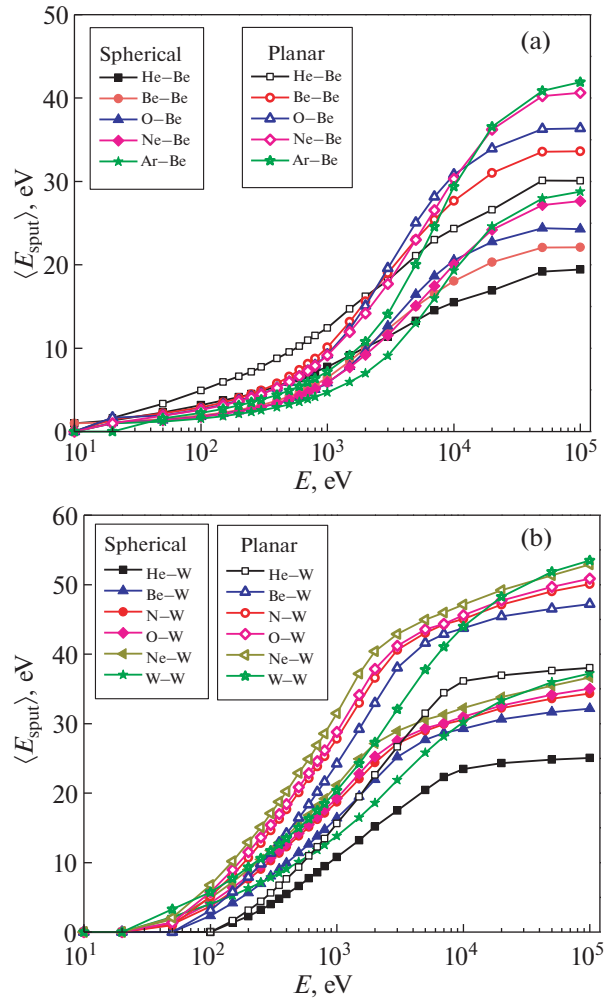 (a)
50
40
30
20
10
0
⟨E_sput⟩, eV
Spherical
He–Be
Be–Be
O–Be
Ne–Be
Ar–Be
Planar
He–Be
Be–Be
O–Be
Ne–Be
Ar–Be
10^1
10^2
10^3
10^4
10^5
E, eV
(b)
60
50
40
30
20
10
0
⟨E_sput⟩, eV
Spherical
He–W
Be–W
N–W
O–W
Ne–W
W–W
Planar
He–W
Be–W
N–W
O–W
Ne–W
W–W
10^1
10^2
10^3
10^4
10^5
E, eV